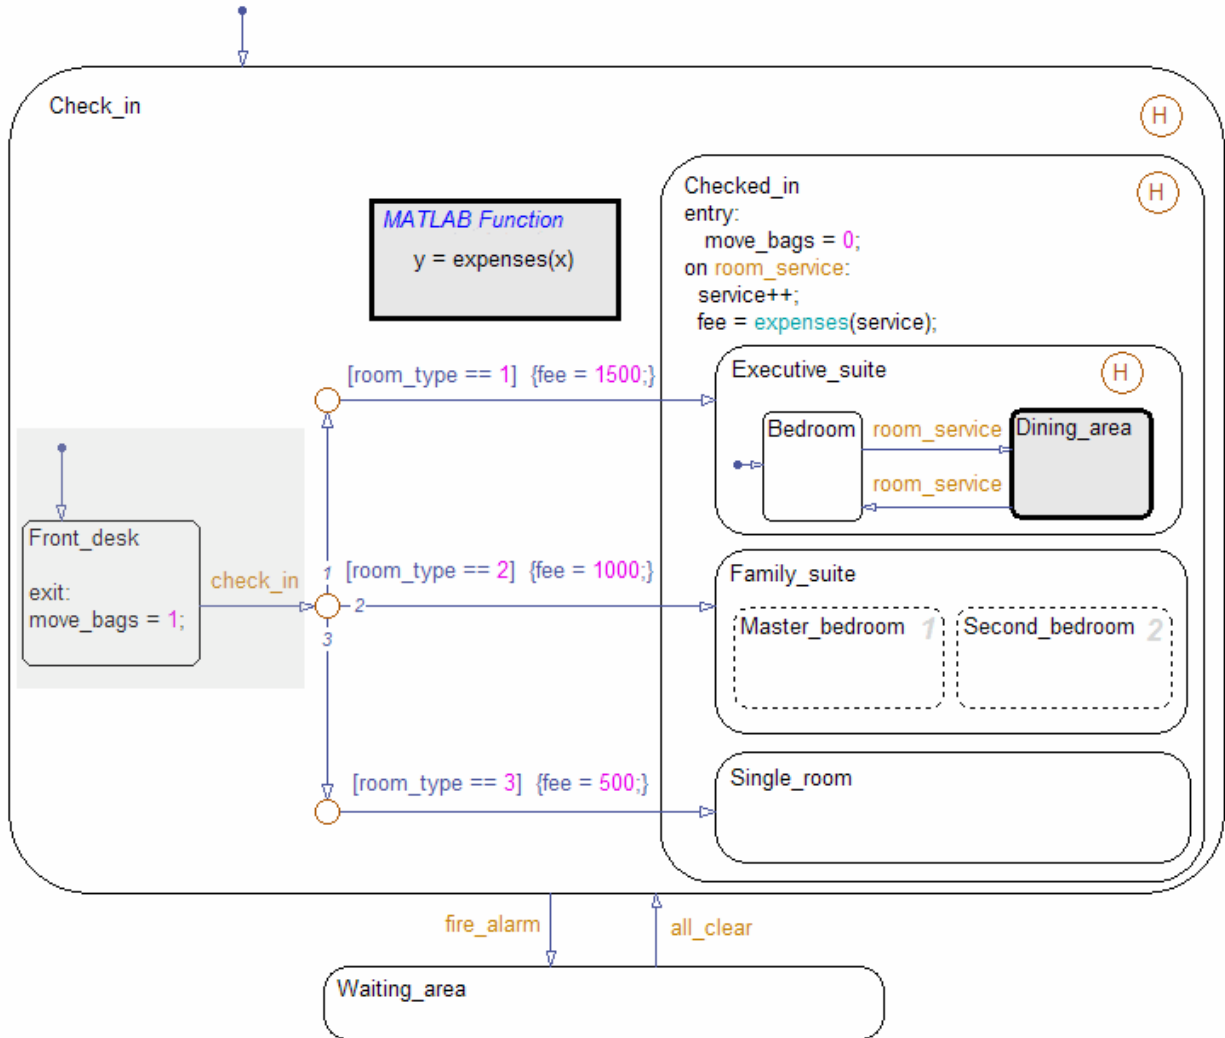 Check_in
H
Checked_in
H
entry:
move_bags = 0;
on room_service:
service++;
fee = expenses(service);
MATLAB Function
y = expenses(x)
[room_type == 1] {fee = 1500;}
Executive_suite
H
Bedroom
room_service
Dining_area
room_service
Front_desk
exit:
move_bags = 1;
check_in
1
2
3
[room_type == 2] {fee = 1000;}
Family_suite
Master_bedroom 1
Second_bedroom 2
[room_type == 3] {fee = 500;}
Single_room
fire_alarm
all_clear
Waiting_area